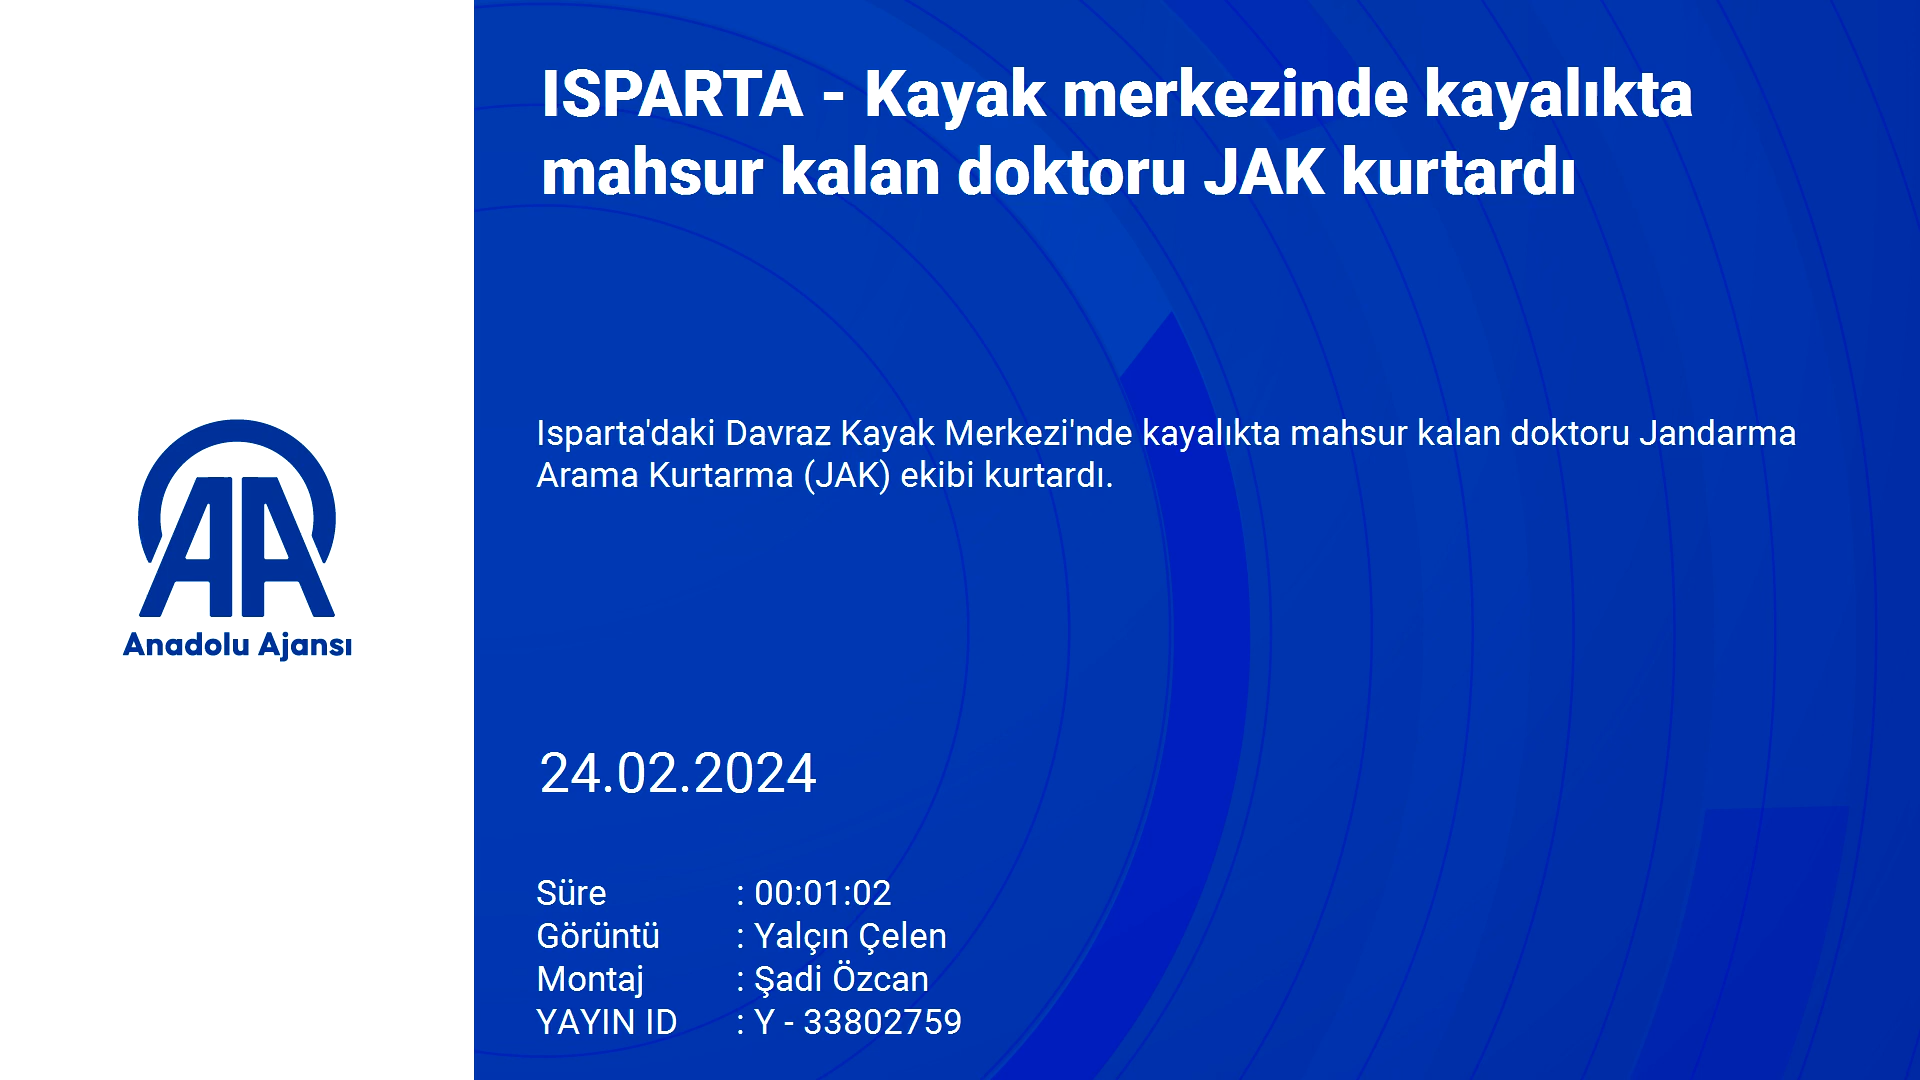 ISPARTA - Kayak merkezinde kayalıkta
mahsur kalan doktoru JAK kurtardı
Isparta'daki Davraz Kayak Merkezi'nde kayalıkta mahsur kalan doktoru Jandarma
Arama Kurtarma (JAK) ekibi kurtardı.
AA
Anadolu Ajansı
24.02.2024
Süre : 00:01:02
Görüntü : Yalçın Çelen
Montaj : Şadi Özcan
YAYIN ID : Y - 33802759